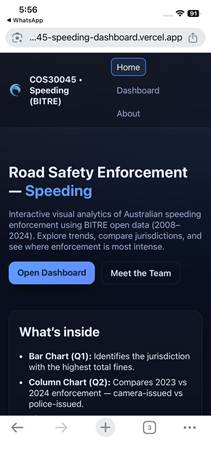 5:56
91
◀ WhatsApp
...45-speeding-dashboard.vercel.app
COS30045 •
Speeding
(BITRE)
Home
Dashboard
About
Road Safety Enforcement
— Speeding
Interactive visual analytics of Australian speeding
enforcement using BITRE open data (2008–
2024). Explore trends, compare jurisdictions, and
see where enforcement is most intense.
Open Dashboard
Meet the Team
What's inside
• Bar Chart (Q1): Identifies the jurisdiction
with the highest total fines.
• Column Chart (Q2): Compares 2023 vs
2024 enforcement — camera-issued vs
police-issued.
3